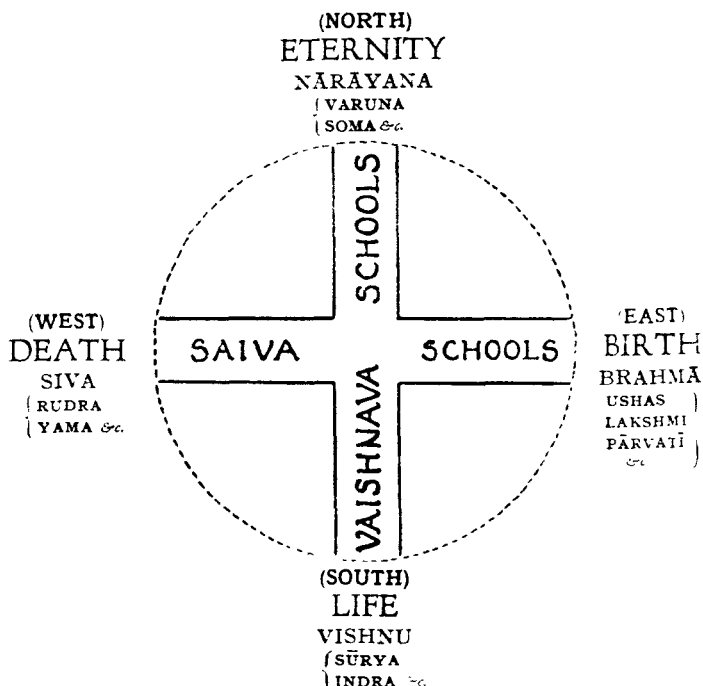 (NORTH)
ETERNITY
NĀRĀYANA
VARUNA
SOMA &c.
SCHOOLS
(WEST)
DEATH
SIVA
RUDRA
YAMA &c.
SAIVA SCHOOLS
(EAST)
BIRTH
BRAHMĀ
USHAS
LAKSHMI
PĀRVATĪ
&c
VAISHNAVA
(SOUTH)
LIFE
VISHNU
SŪRYA
INDRA &c.